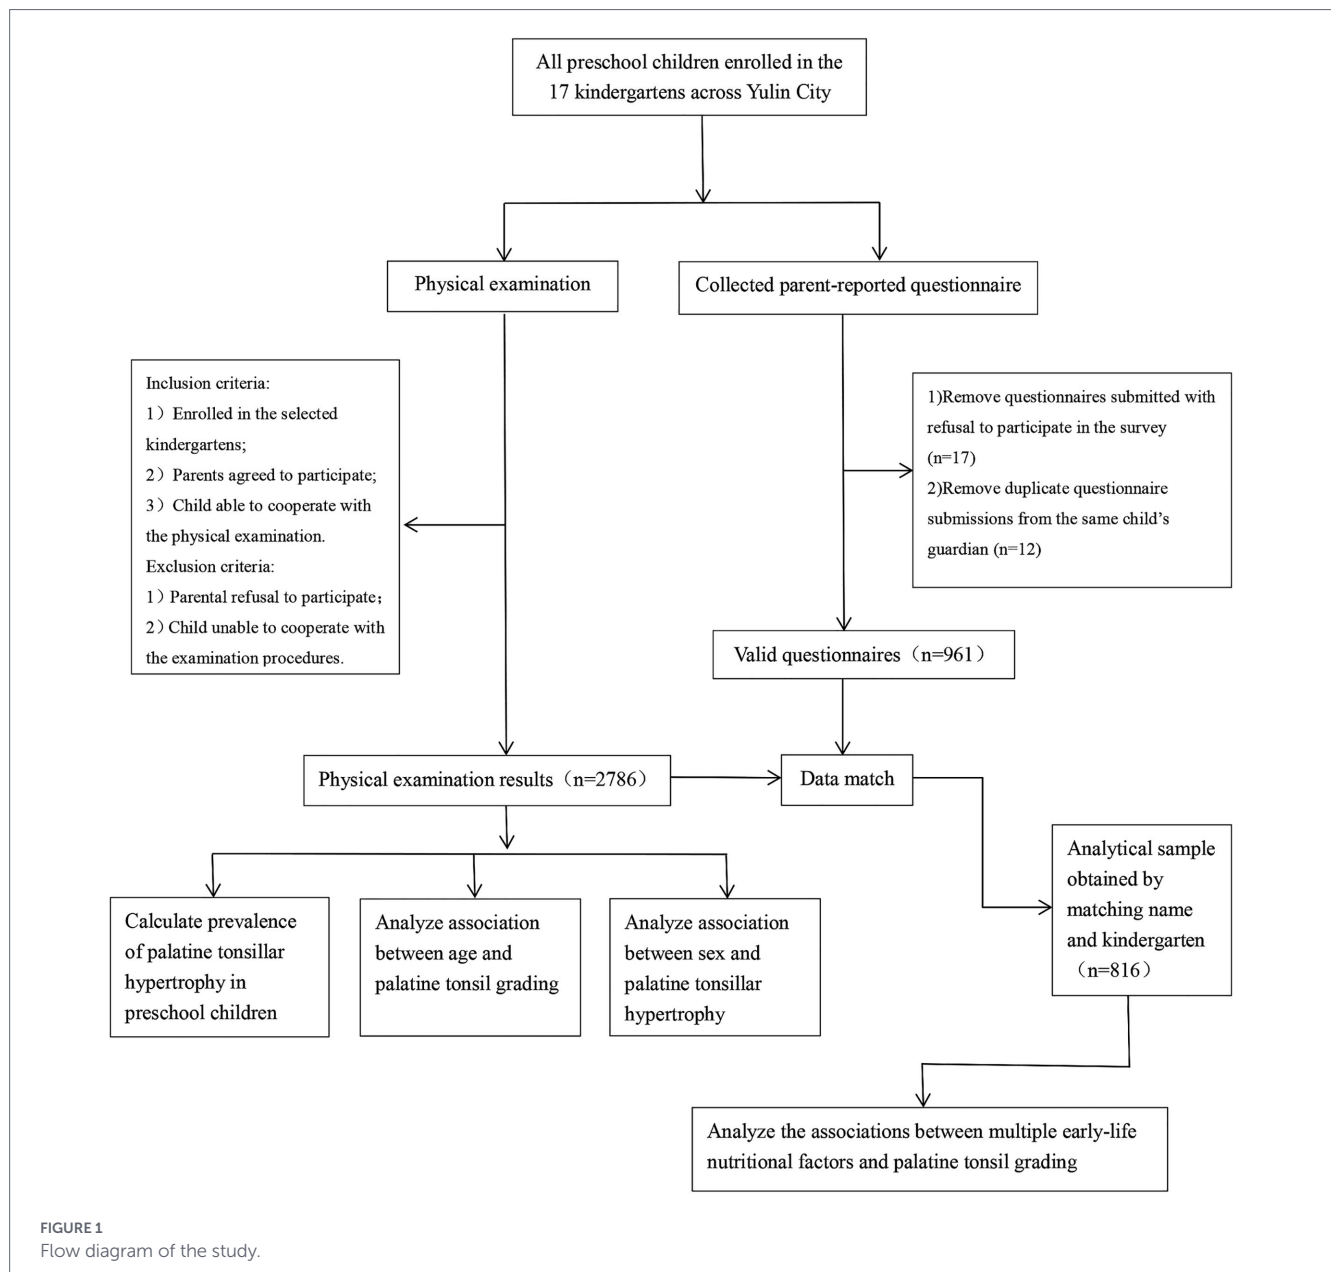 All preschool children enrolled in the
17 kindergartens across Yulin City
Physical examination
Collected parent-reported questionnaire
Inclusion criteria:
1）Enrolled in the selected
kindergartens;
2）Parents agreed to participate;
3）Child able to cooperate with
the physical examination.
Exclusion criteria:
1）Parental refusal to participate；
2）Child unable to cooperate with
the examination procedures.
1)Remove questionnaires submitted with
refusal to participate in the survey
(n=17)
2)Remove duplicate questionnaire
submissions from the same child's
guardian (n=12)
Valid questionnaires（n=961）
Physical examination results（n=2786）
Data match
Analytical sample
obtained by
matching name
and kindergarten
（n=816）
Calculate prevalence
of palatine tonsillar
hypertrophy in
preschool children
Analyze association
between age and
palatine tonsil grading
Analyze association
between sex and
palatine tonsillar
hypertrophy
Analyze the associations between multiple early-life
nutritional factors and palatine tonsil grading
FIGURE 1
Flow diagram of the study.